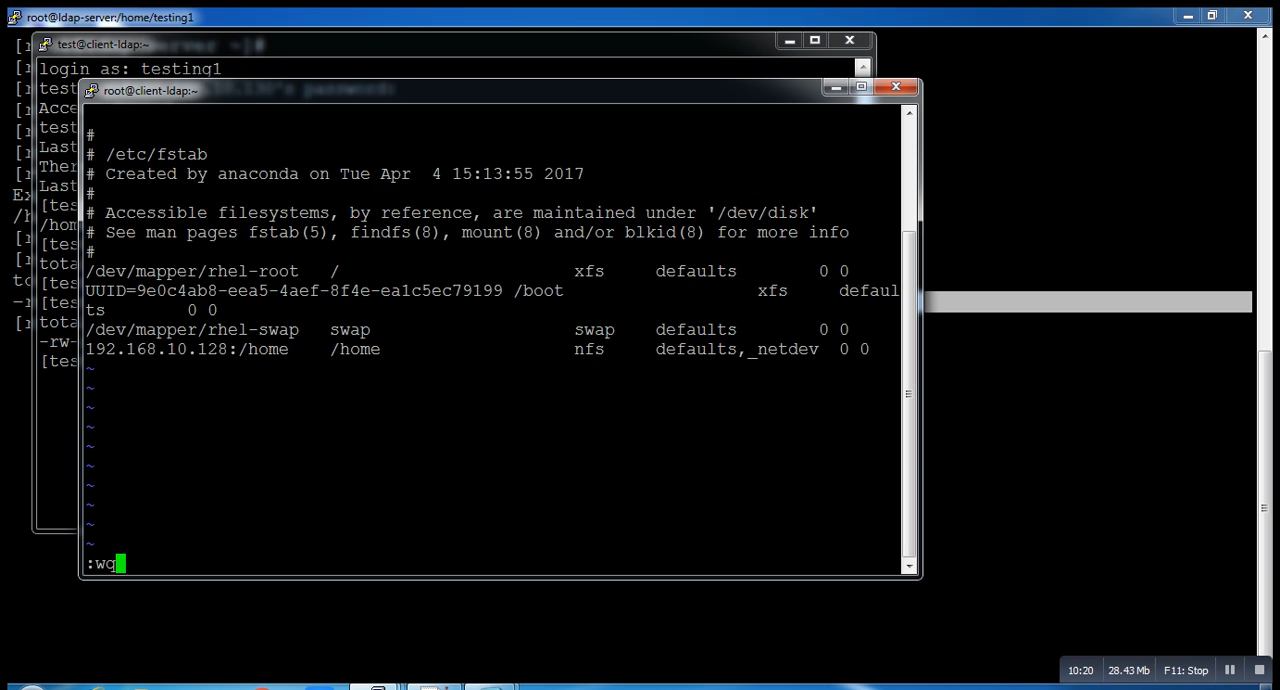 root@ldap-server:/home/testing1
test@client-ldap:~
login as: testing1
root@client-ldap:~
#
# /etc/fstab
# Created by anaconda on Tue Apr  4 15:13:55 2017
#
# Accessible filesystems, by reference, are maintained under '/dev/disk'
# See man pages fstab(5), findfs(8), mount(8) and/or blkid(8) for more info
#
/dev/mapper/rhel-root   /                       xfs     defaults        0 0
UUID=9e0c4ab8-eea5-4aef-8f4e-ea1c5ec79199 /boot                   xfs     defaul
ts        0 0
/dev/mapper/rhel-swap   swap                    swap    defaults        0 0
192.168.10.128:/home    /home                   nfs     defaults,_netdev  0 0
~
~
~
~
~
~
~
~
~
~
:wq
10:20 28.43 Mb F11: Stop